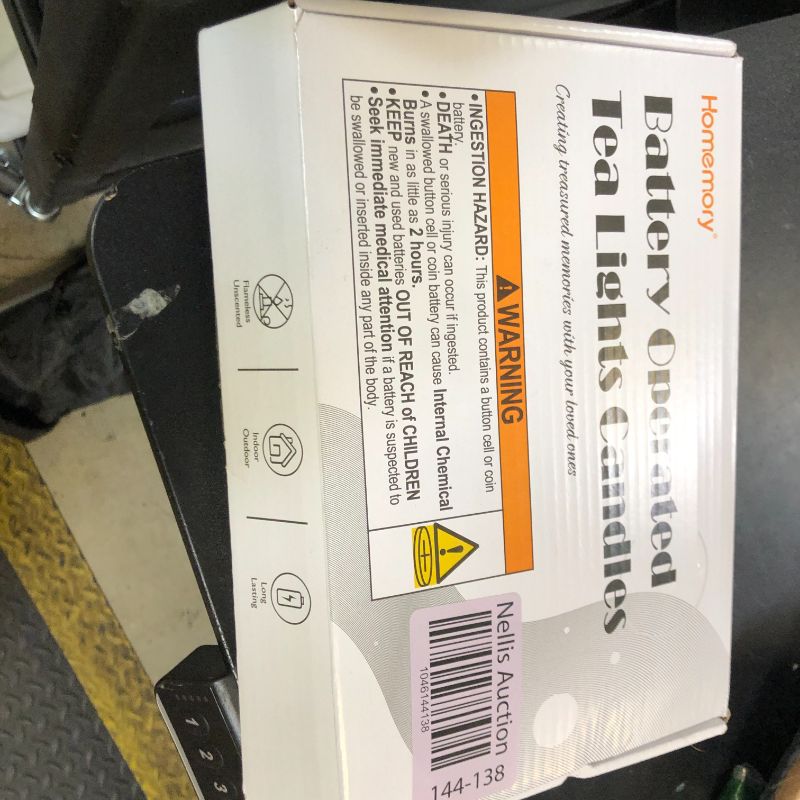 Homemory®
Battery Operated
Tea Lights Candles
Creating treasured memories with your loved ones
WARNING
• INGESTION HAZARD: This product contains a button cell or coin
battery.
• DEATH or serious injury can occur if ingested.
• A swallowed button cell or coin battery can cause Internal Chemical
Burns in as little as 2 hours.
• KEEP new and used batteries OUT OF REACH of CHILDREN
• Seek immediate medical attention if a battery is suspected to
be swallowed or inserted inside any part of the body.
Flameless
Unscented
Indoor
Outdoor
Long
Lasting
Nellis Auction
1046144138
144-138
1
2
3